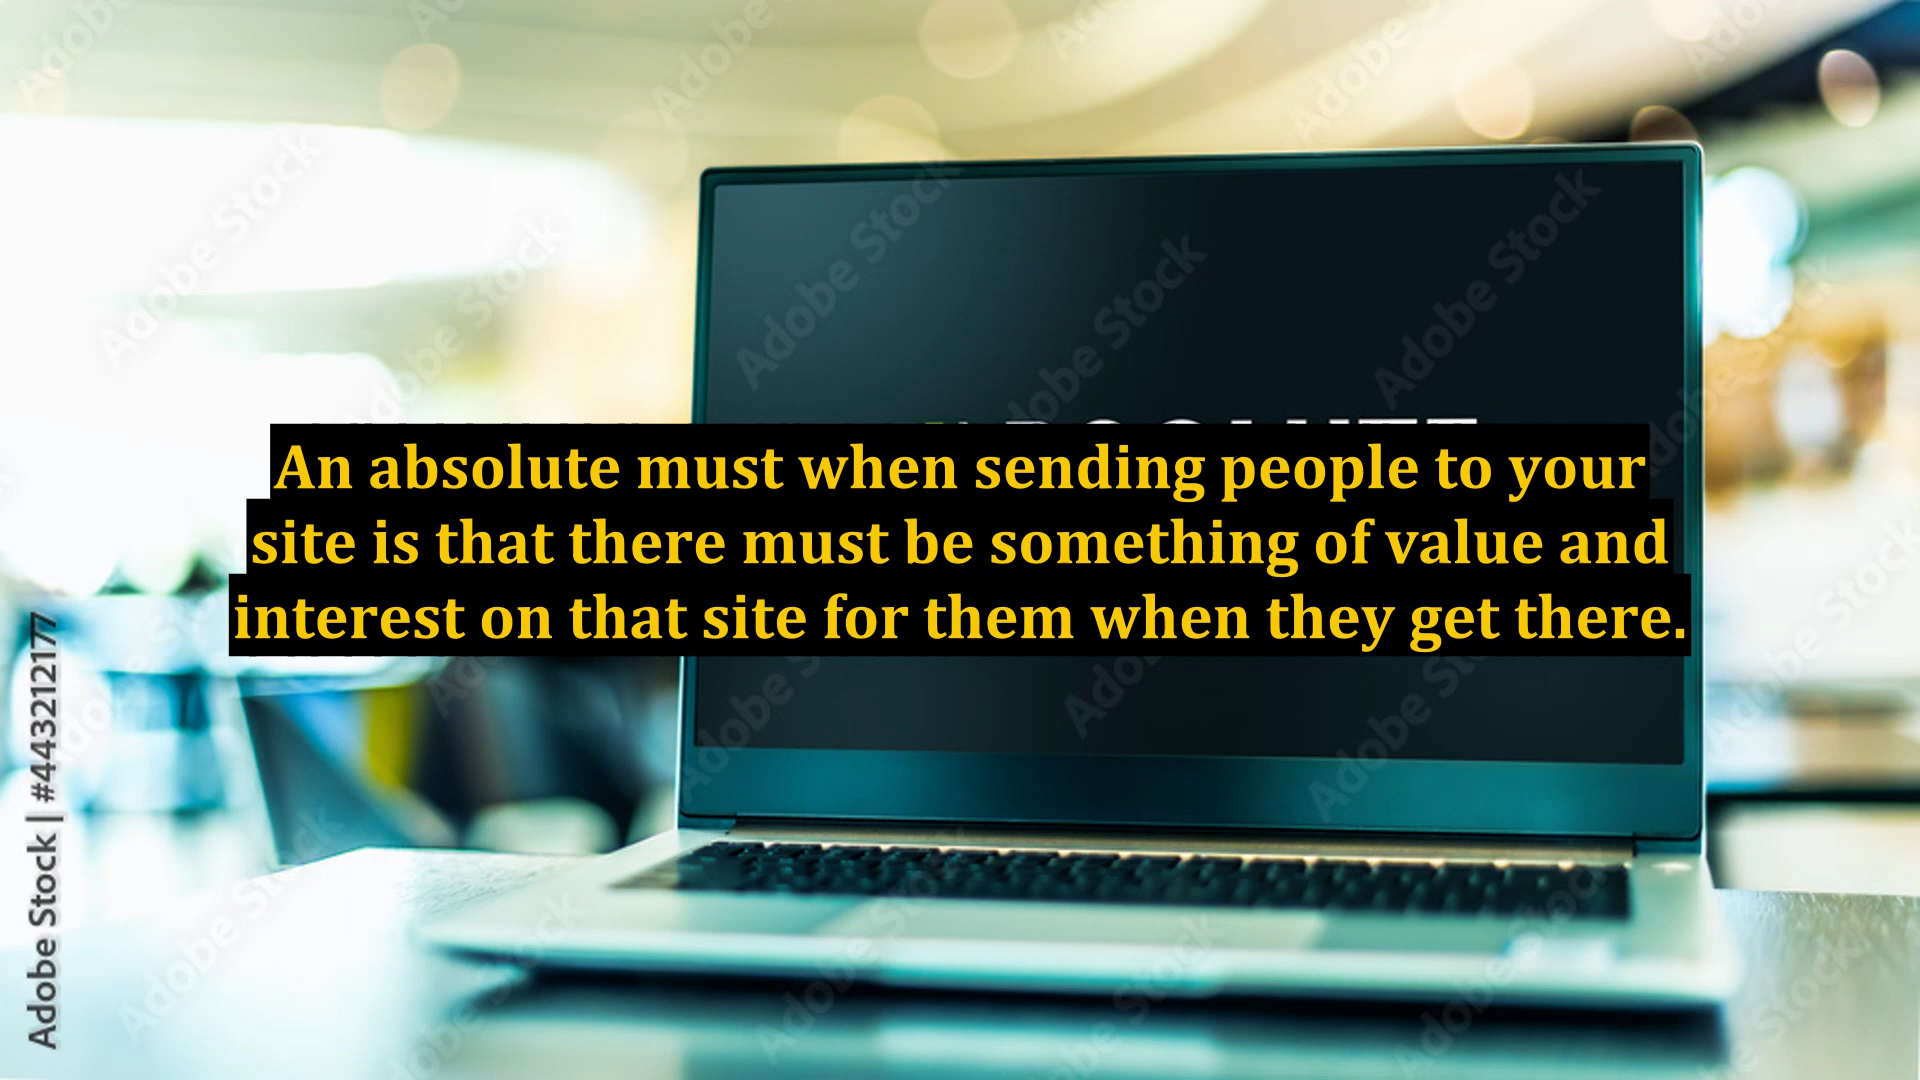 An absolute must when sending people to your
site is that there must be something of value and
interest on that site for them when they get there.
Adobe Stock | #443212177